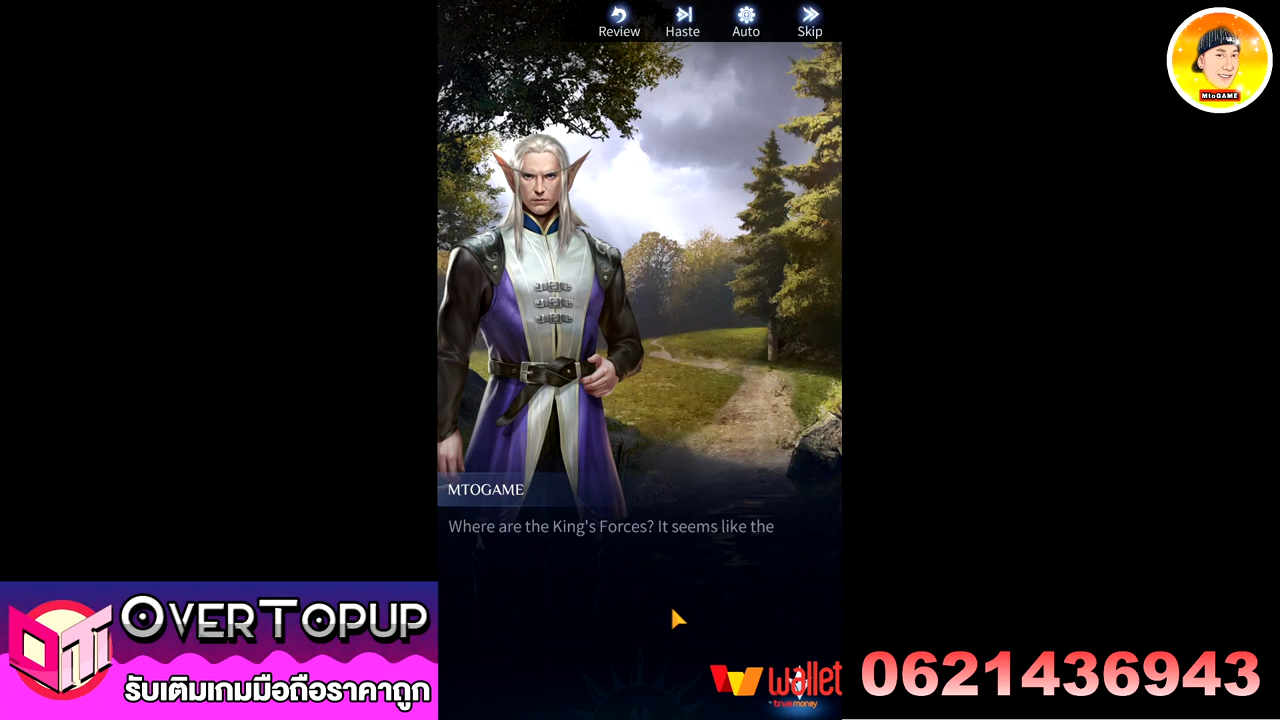 Review Haste Auto Skip
MtoGAME
MTOGAME
Where are the King's Forces? It seems like the
OVERTOPUP
รับเติมเกมมือถือราคาถูก
wallet
by truemoney
0621436943